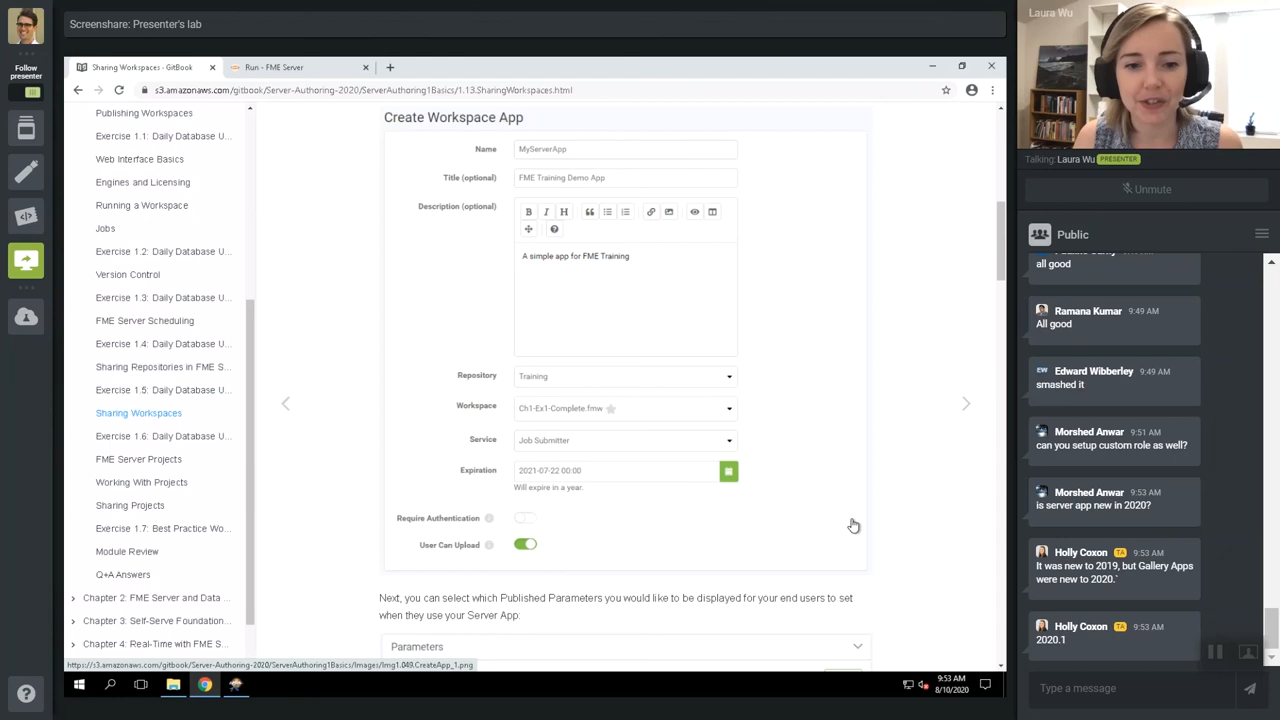 Follow
presenter
Screenshare: Presenter's lab
Sharing Workspaces - GitBook
Run - FME Server
s3.amazonaws.com/gitbook/Server-Authoring-2020/ServerAuthoring1Basics/1.13.SharingWorkspaces.html
Publishing Workspaces
Exercise 1.1: Daily Database U...
Web Interface Basics
Engines and Licensing
Running a Workspace
Jobs
Exercise 1.2: Daily Database U...
Version Control
Exercise 1.3: Daily Database U...
FME Server Scheduling
Exercise 1.4: Daily Database U...
Sharing Repositories in FME S...
Exercise 1.5: Daily Database U...
Sharing Workspaces
Exercise 1.6: Daily Database U...
FME Server Projects
Working With Projects
Sharing Projects
Exercise 1.7: Best Practice Wo...
Module Review
Q+A Answers
Chapter 2: FME Server and Data ...
Chapter 3: Self-Serve Foundation...
Chapter 4: Real-Time with FME S...
Create Workspace App
Name
MyServerApp
Title (optional)
FME Training Demo App
Description (optional)
B I H
A simple app for FME Training
Repository
Training
Workspace
Ch1-Ex1-Complete.fmw
Service
Job Submitter
Expiration
2021-07-22 00:00
Will expire in a year.
Require Authentication
User Can Upload
Next, you can select which Published Parameters you would like to be displayed for your end users to set
when they use your Server App:
Parameters
https://s3.amazonaws.com/gitbook/Server-Authoring-2020/ServerAuthoring1Basics/Images/Img1.049.CreateApp_1.png
9:53 AM
8/10/2020
Laura Wu
Talking: Laura Wu PRESENTER
Unmute
Public
all good
Ramana Kumar 9:49 AM
All good
EW Edward Wibberley 9:49 AM
smashed it
Morshed Anwar 9:51 AM
can you setup custom role as well?
Morshed Anwar 9:53 AM
is server app new in 2020?
Holly Coxon TA 9:53 AM
It was new to 2019, but Gallery Apps
were new to 2020.`
Holly Coxon TA 9:53 AM
2020.1
Type a message